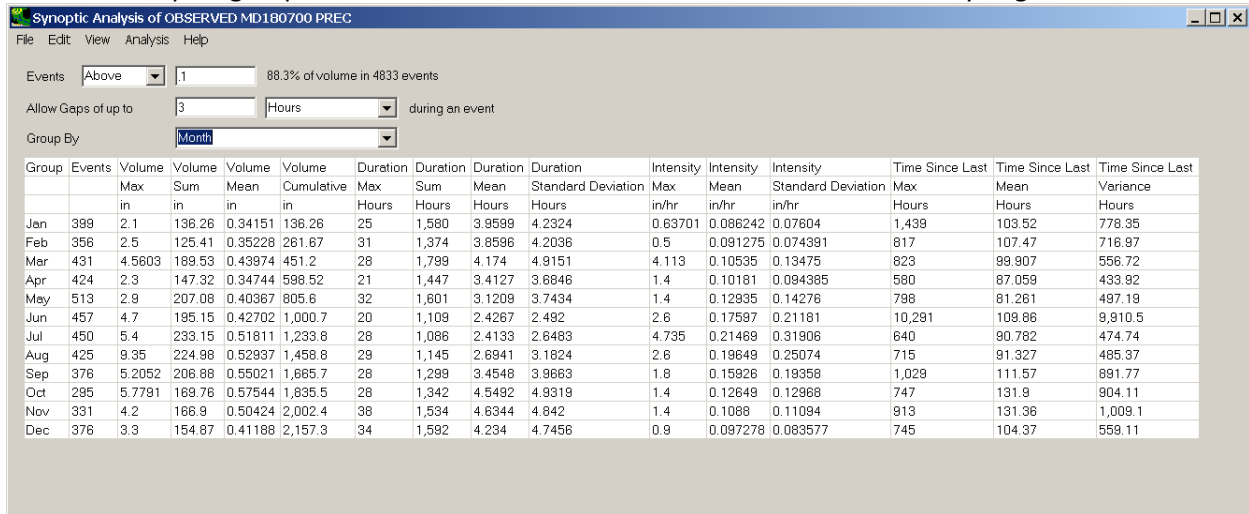 Synoptic Analysis of OBSERVED MD180700 PREC
File Edit View Analysis Help
Events Above .1 88.3% of volume in 4833 events
Allow Gaps of up to 3 Hours during an event
Group By Month
Group Events Volume Volume Volume Volume Duration Duration Duration Duration Intensity Intensity Intensity Time Since Last Time Since Last Time Since Last
Max Sum Mean Cumulative Max Sum Mean Standard Deviation Max Mean Standard Deviation Max Mean Variance
in in in in Hours Hours Hours Hours in/hr in/hr in/hr Hours Hours Hours
Jan 399 2.1 136.26 0.34151 136.26 25 1,580 3.9599 4.2324 0.63701 0.086242 0.07604 1,439 103.52 778.35
Feb 356 2.5 125.41 0.35228 261.67 31 1,374 3.8596 4.2036 0.5 0.091275 0.074391 817 107.47 716.97
Mar 431 4.5603 189.53 0.43974 451.2 28 1,799 4.174 4.9151 4.113 0.10535 0.13475 823 99.907 556.72
Apr 424 2.3 147.32 0.34744 598.52 21 1,447 3.4127 3.6846 1.4 0.10181 0.094385 580 87.059 433.92
May 513 2.9 207.08 0.40367 805.6 32 1,601 3.1209 3.7434 1.4 0.12935 0.14276 798 81.261 497.19
Jun 457 4.7 195.15 0.42702 1,000.7 20 1,109 2.4267 2.492 2.6 0.17597 0.21181 10,291 109.86 9,910.5
Jul 450 5.4 233.15 0.51811 1,233.8 28 1,086 2.4133 2.6483 4.735 0.21469 0.31906 640 90.782 474.74
Aug 425 9.35 224.98 0.52937 1,458.8 29 1,145 2.6941 3.1824 2.6 0.19649 0.25074 715 91.327 485.37
Sep 376 5.2052 206.88 0.55021 1,665.7 28 1,299 3.4548 3.9663 1.8 0.15926 0.19358 1,029 111.57 891.77
Oct 295 5.7791 169.76 0.57544 1,835.5 28 1,342 4.5492 4.9319 1.4 0.12649 0.12968 747 131.9 904.11
Nov 331 4.2 166.9 0.50424 2,002.4 38 1,534 4.6344 4.842 1.4 0.1088 0.11094 913 131.36 1,009.1
Dec 376 3.3 154.87 0.41188 2,157.3 34 1,592 4.234 4.7456 0.9 0.097278 0.083577 745 104.37 559.11